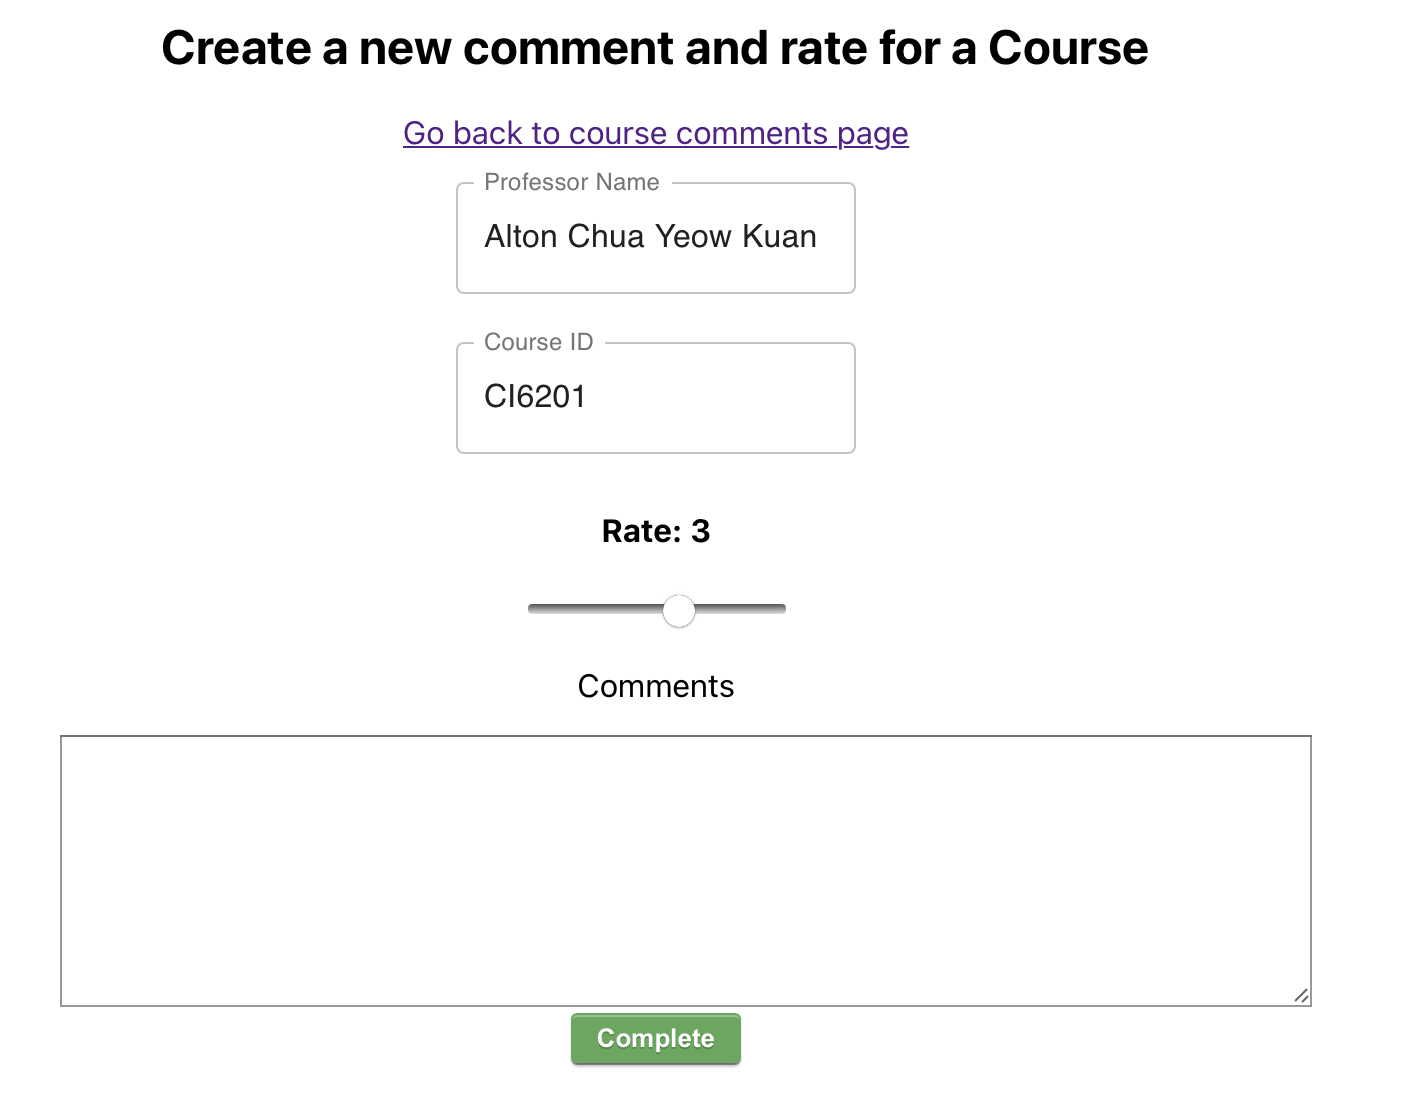 Create a new comment and rate for a Course
Go back to course comments page
Professor Name
Alton Chua Yeow Kuan
Course ID
CI6201
Rate: 3
Comments
Complete